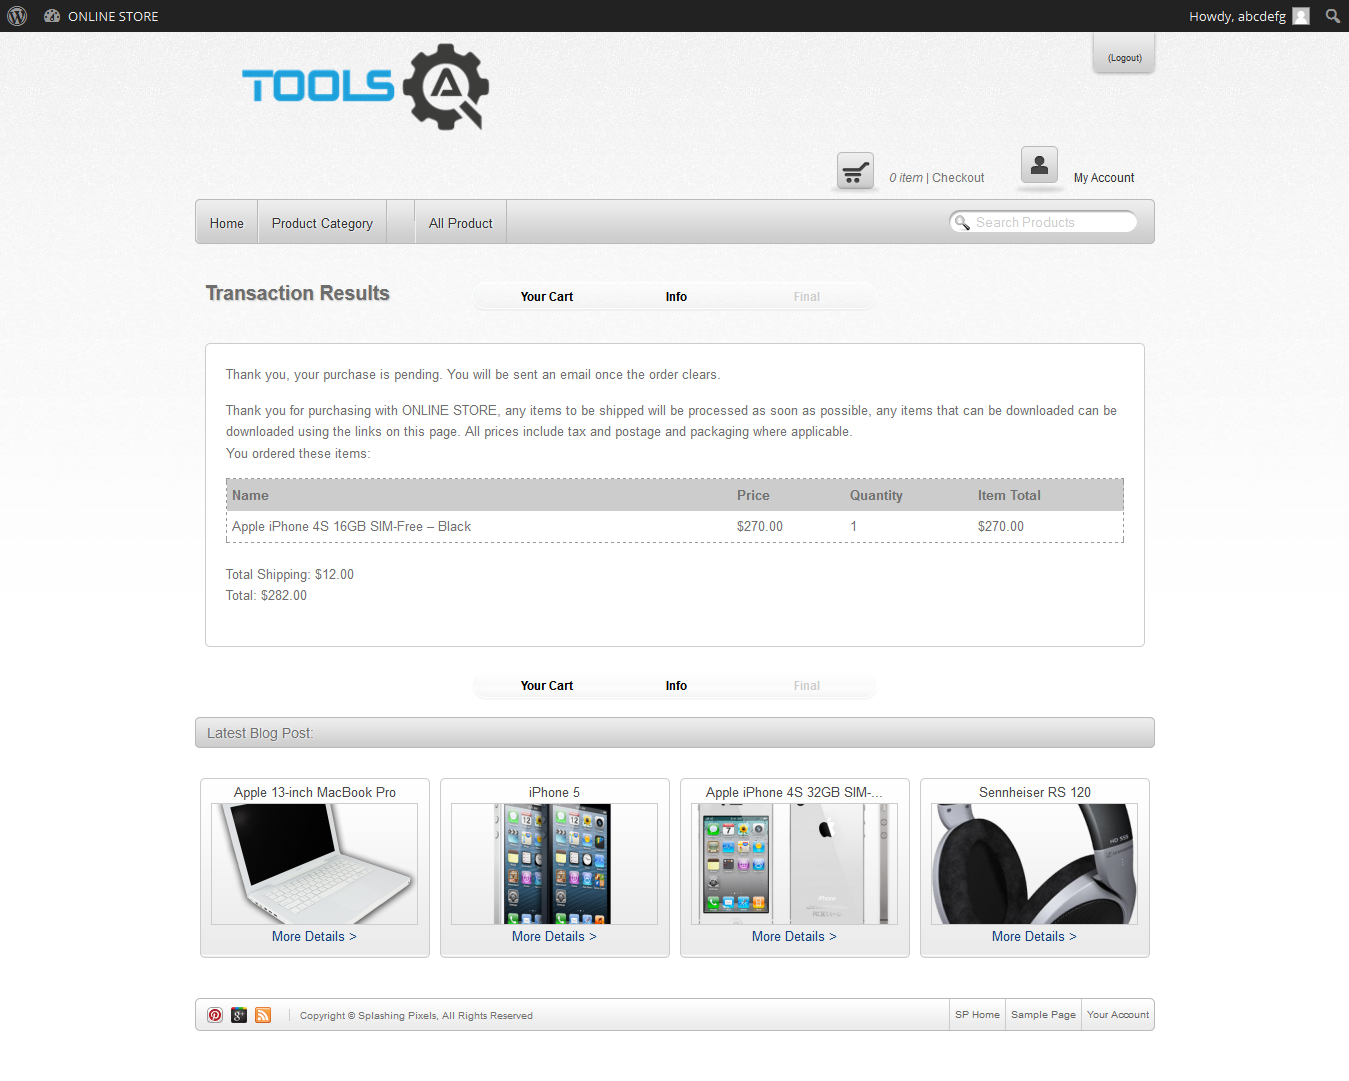 ONLINE STORE
Howdy, abcdefg
(Logout)
TOOLS
0 item | Checkout
My Account
Home
Product Category
All Product
Search Products
Transaction Results
Your Cart
Info
Final
Thank you, your purchase is pending. You will be sent an email once the order clears.
Thank you for purchasing with ONLINE STORE, any items to be shipped will be processed as soon as possible, any items that can be downloaded can be
downloaded using the links on this page. All prices include tax and postage and packaging where applicable.
You ordered these items:
Name Price Quantity Item Total
Apple iPhone 4S 16GB SIM-Free – Black $270.00 1 $270.00
Total Shipping: $12.00
Total: $282.00
Your Cart
Info
Final
Latest Blog Post:
Apple 13-inch MacBook Pro
More Details >
iPhone 5
More Details >
Apple iPhone 4S 32GB SIM-...
More Details >
Sennheiser RS 120
HD 555
More Details >
Copyright © Splashing Pixels, All Rights Reserved
SP Home
Sample Page
Your Account